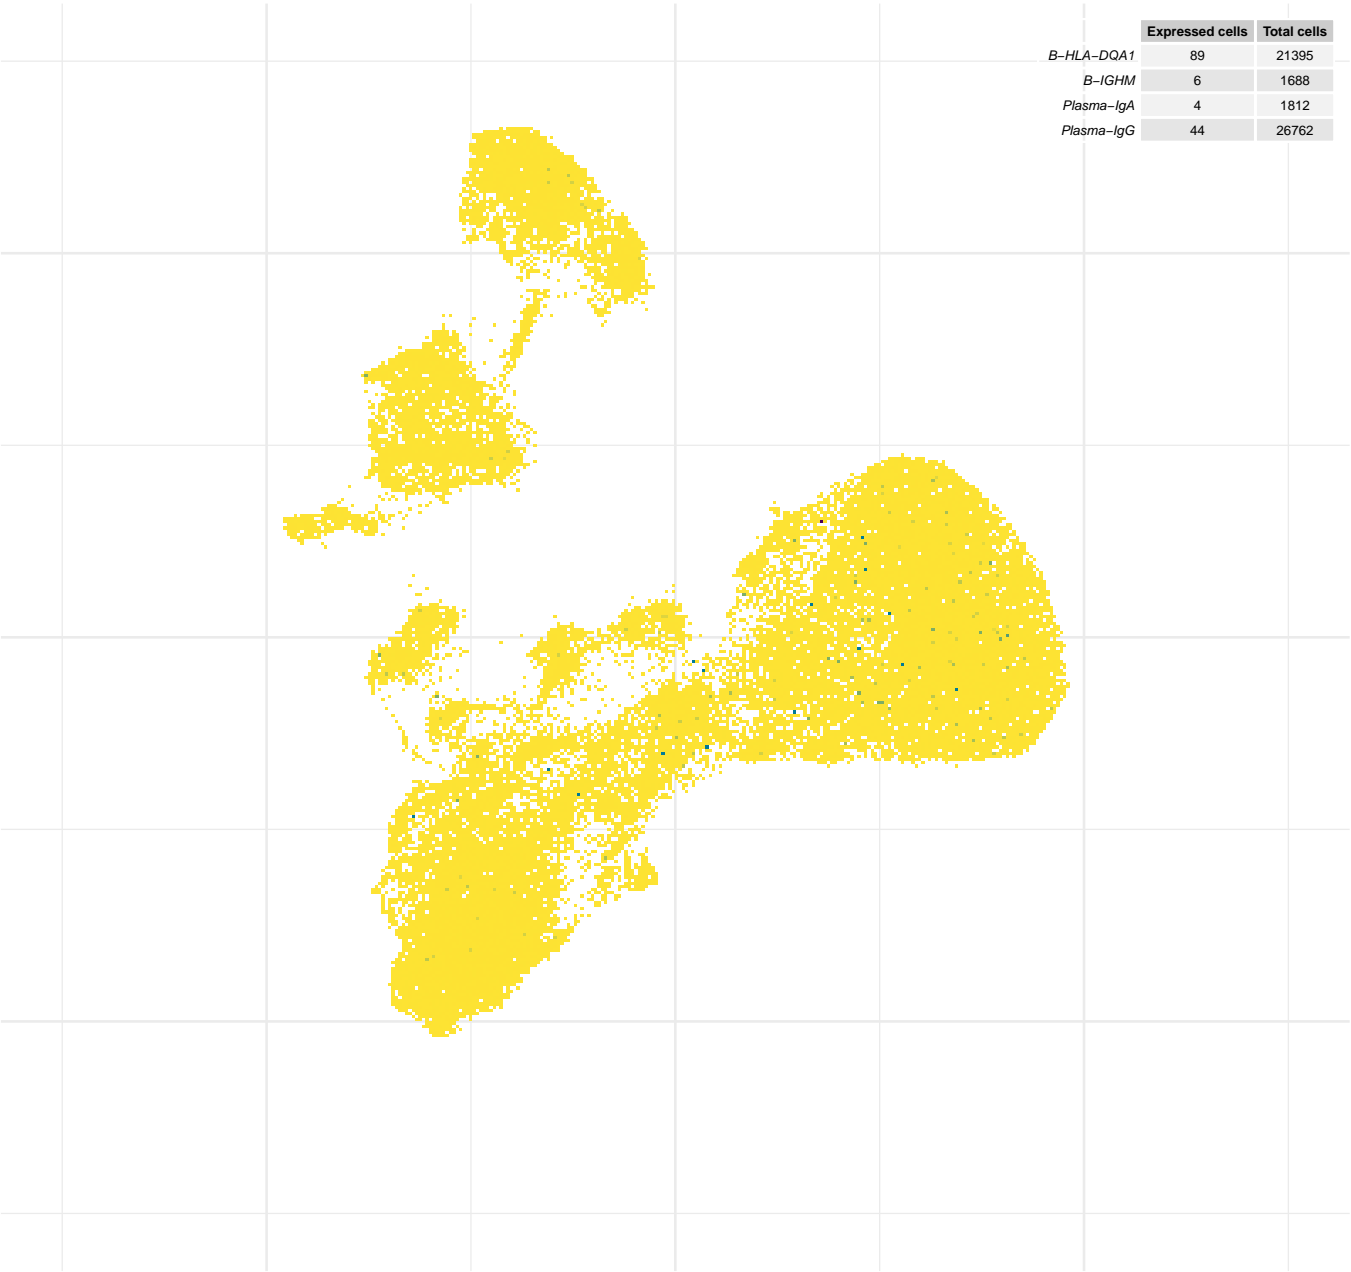 Expressed cells Total cells
B−HLA−DQA1 89 21395
B−IGHM 6 1688
Plasma−IgA 4 1812
Plasma−IgG 44 26762